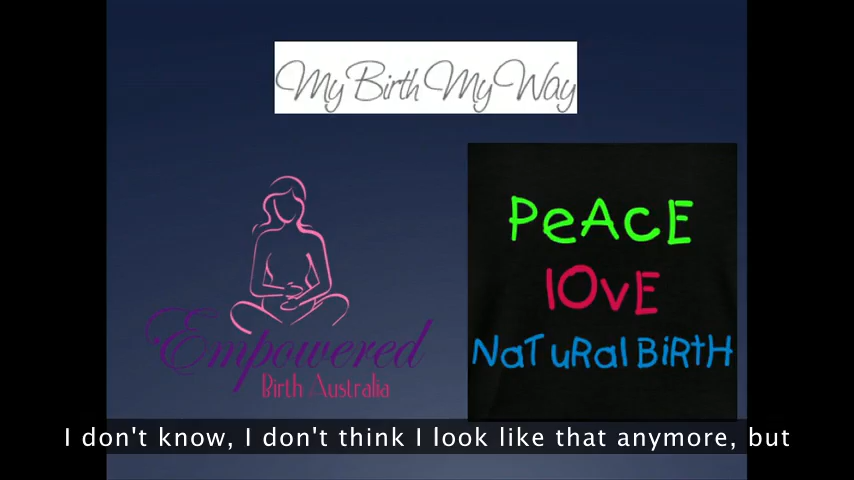 My Birth My Way
PeACE
lOvE
NaTuRal BiRtH
Empowered
Birth Australia
I don't know, I don't think I look like that anymore, but